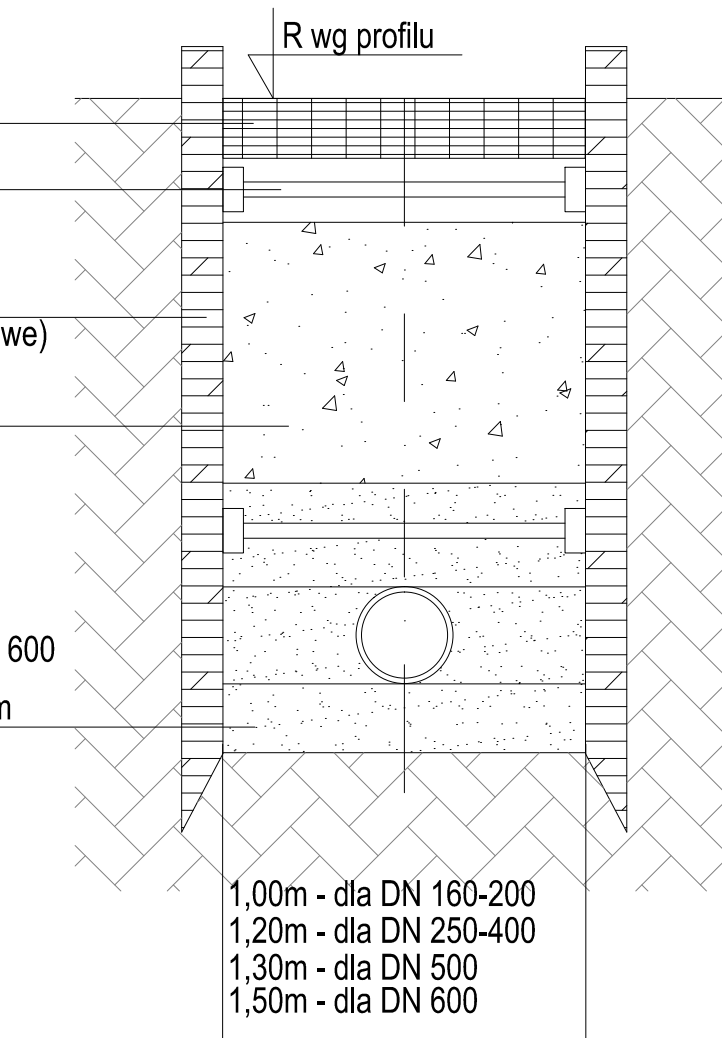 R wg profilu
we)
600
m
1,00m - dla DN 160-200
1,20m - dla DN 250-400
1,30m - dla DN 500
1,50m - dla DN 600